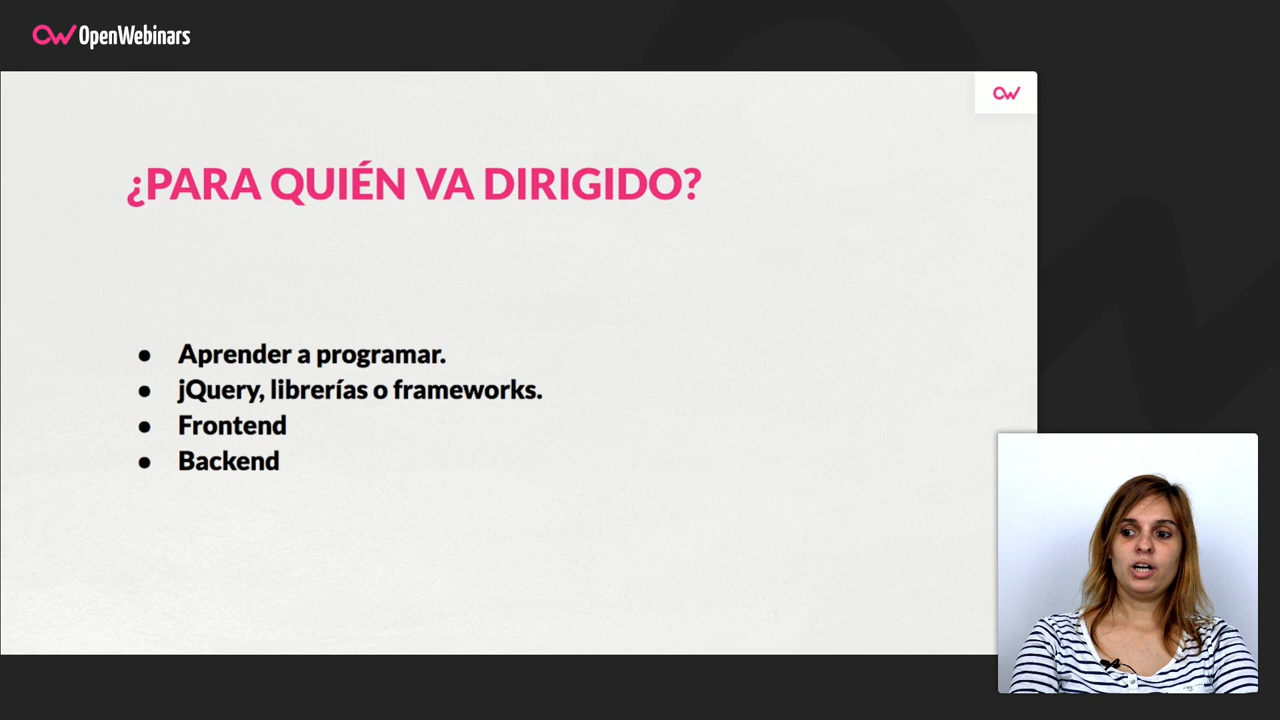 OpenWebinars
¿PARA QUIÉN VA DIRIGIDO?
● Aprender a programar.
● jQuery, librerías o frameworks.
● Frontend
● Backend